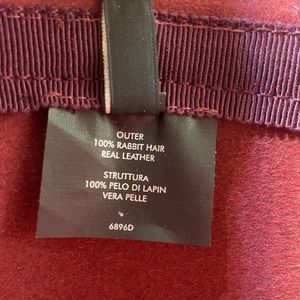 OUTER
100% RABBIT HAIR
REAL LEATHER
STRUTTURA
100% PELO DI LAPIN
VERA PELLE
6896D